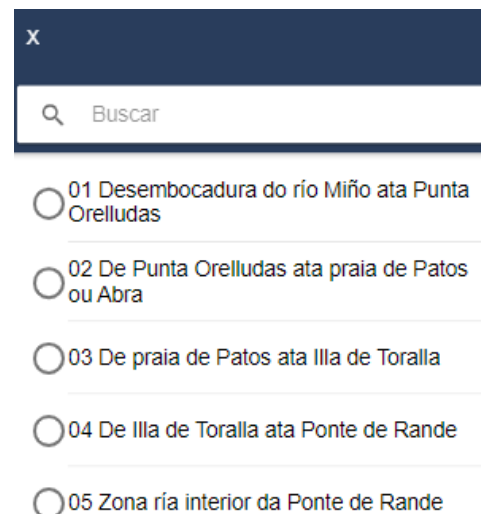 x
Buscar
01 Desembocadura do río Miño ata Punta
Orelludas
02 De Punta Orelludas ata praia de Patos
ou Abra
03 De praia de Patos ata Illa de Toralla
04 De Illa de Toralla ata Ponte de Rande
05 Zona ría interior da Ponte de Rande